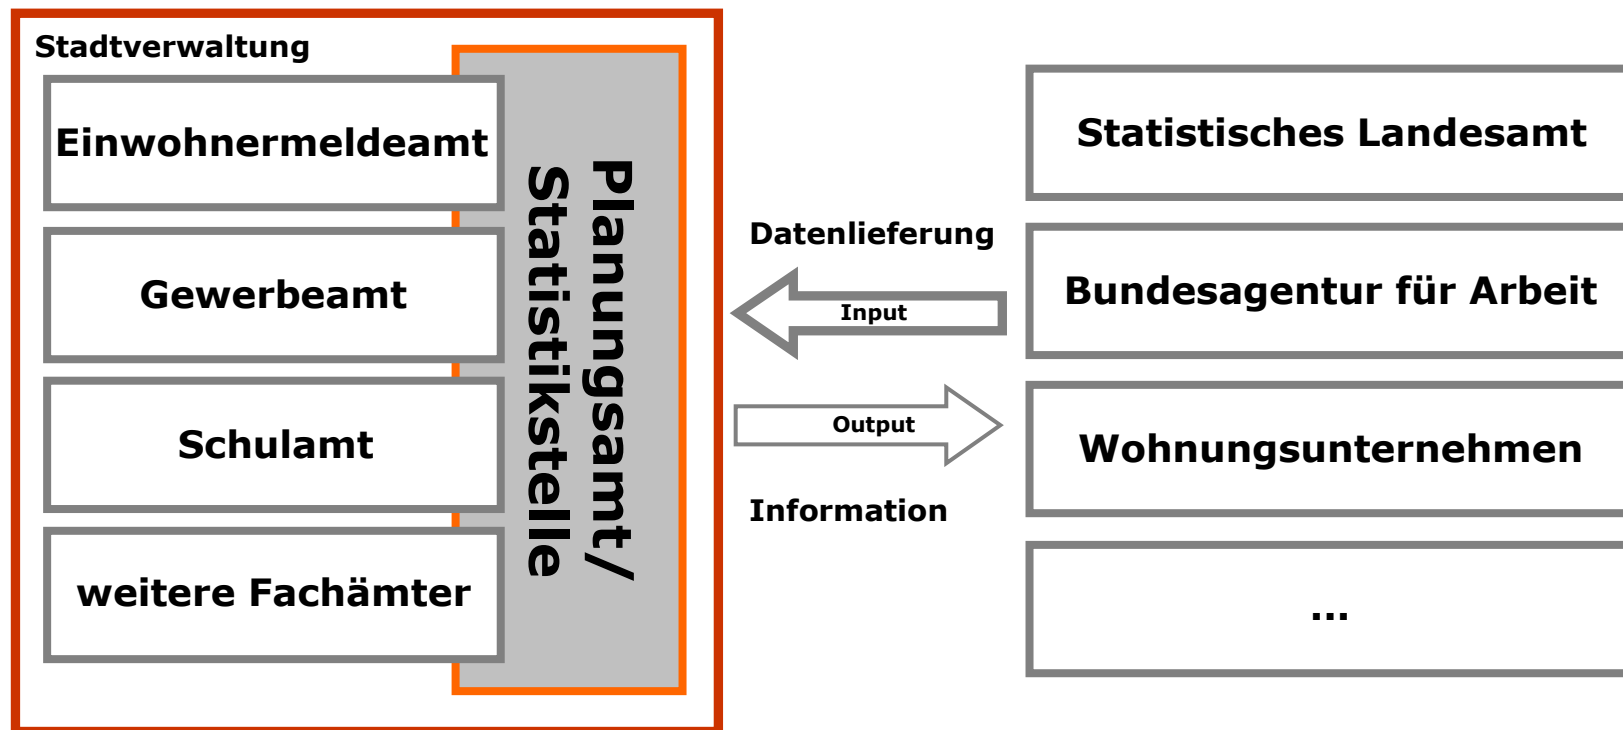 Stadtverwaltung
Einwohnermeldeamt
Gewerbeamt
Schulamt
weitere Fachämter
Planungsamt/
Statistikstelle
Datenlieferung
Input
Output
Information
Statistisches Landesamt
Bundesagentur für Arbeit
Wohnungsunternehmen
...